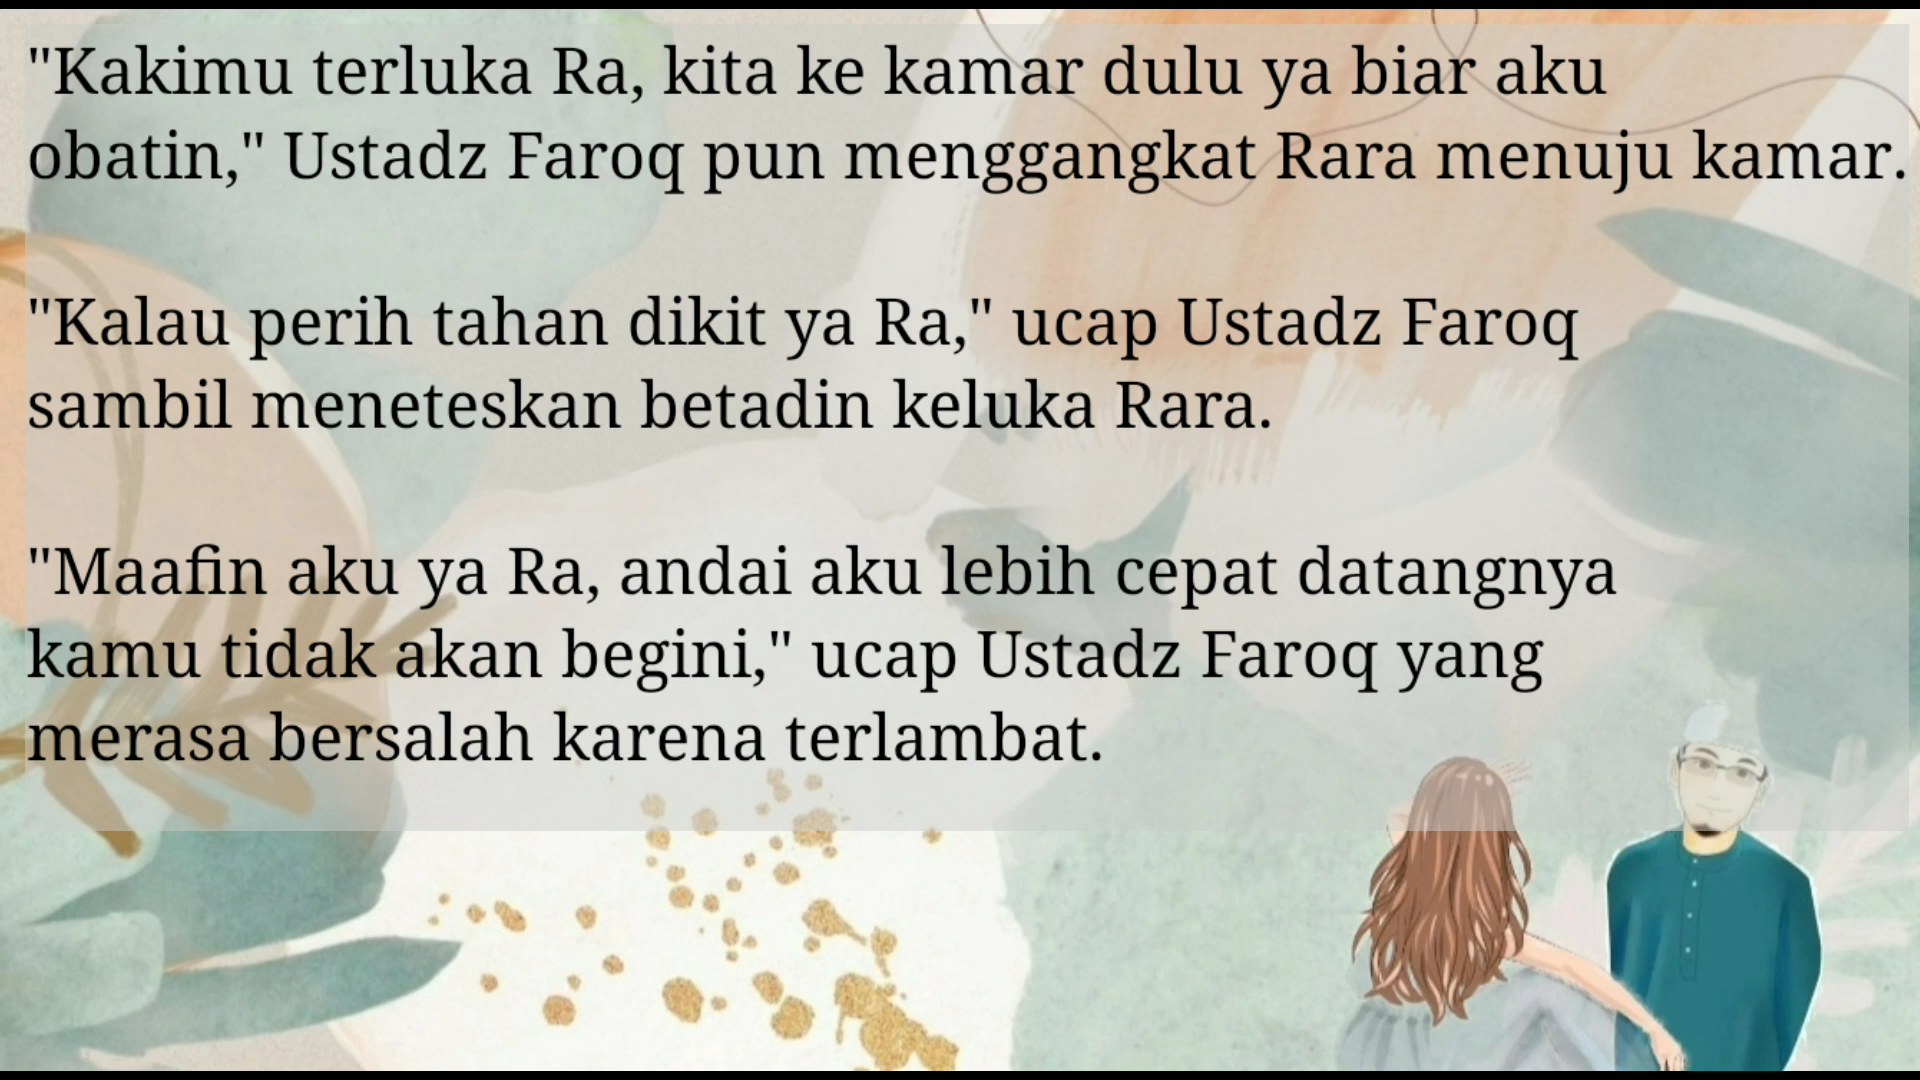 "Kakimu terluka Ra, kita ke kamar dulu ya biar aku
obatin," Ustadz Faroq pun menggangkat Rara menuju kamar.
"Kalau perih tahan dikit ya Ra," ucap Ustadz Faroq
sambil meneteskan betadin keluka Rara.
"Maafin aku ya Ra, andai aku lebih cepat datangnya
kamu tidak akan begini," ucap Ustadz Faroq yang
merasa bersalah karena terlambat.